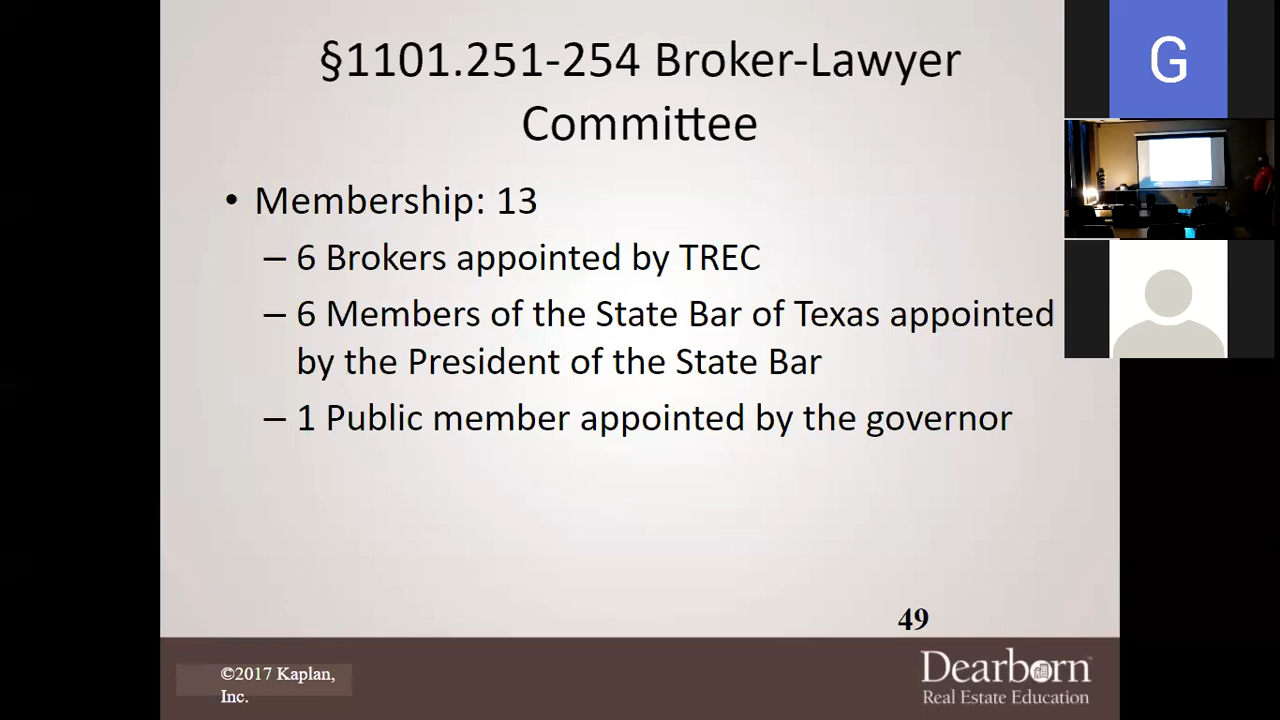 §1101.251-254 Broker-Lawyer
Committee
• Membership: 13
– 6 Brokers appointed by TREC
– 6 Members of the State Bar of Texas appointed
by the President of the State Bar
– 1 Public member appointed by the governor
49
©2017 Kaplan,
Inc.
Dearborn
Real Estate Education
G